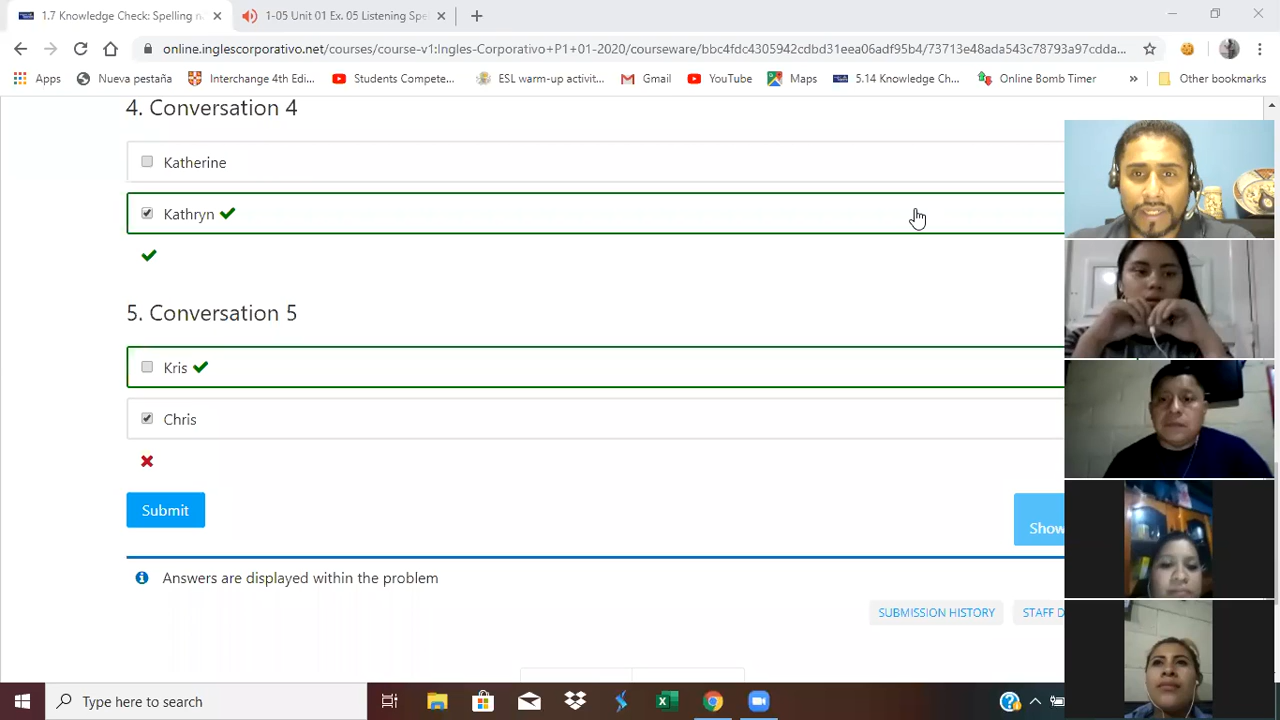 1.7 Knowledge Check: Spelling n
1-05 Unit 01 Ex. 05 Listening Spe
online.inglescorporativo.net/courses/course-v1:Ingles-Corporativo+P1+01-2020/courseware/bbc4fdc4305942cdbd31eea06adf95b4/73713e48ada543c78793a97cdda...
Apps Nueva pestaña Interchange 4th Edi... Students Compete... ESL warm-up activit... Gmail YouTube Maps 5.14 Knowledge Ch... Online Bomb Timer » Other bookmarks
4. Conversation 4
Katherine
Kathryn
5. Conversation 5
Kris
Chris
Submit
Show
Answers are displayed within the problem
SUBMISSION HISTORY STAFF D
Type here to search